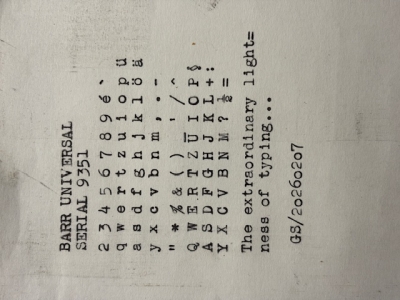 BARR UNIVERSAL
SERIAL 9351
2 3 4 5 6 7 8 9 é `
q w e r t z u i o p ü
a s d f g h j k l ö ä
y x c v b n m , . -
" * % & ( ) _ ' / ^
Q W E R T Z U I O P §
A S D F G H J K L + :
Y X C V B N M ? ½ =
The extraordinary light=
ness of typing...
GS/20260207